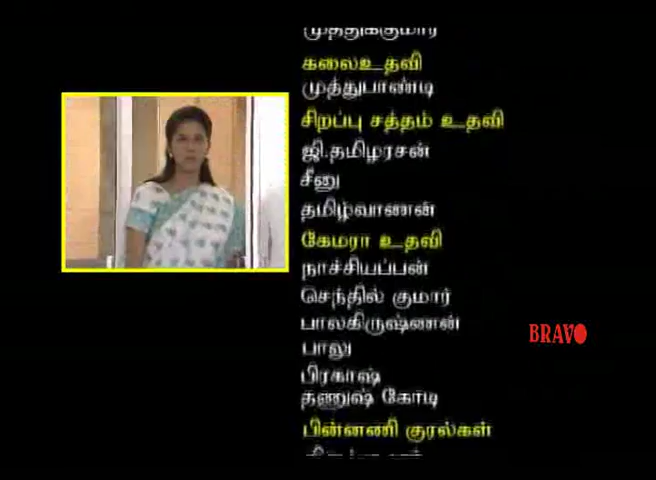 முத்துக்குமார்
கலைஉதவி
முத்துபாண்டி
சிறப்பு சத்தம் உதவி
ஜி.தமிழரசன்
சீனு
தமிழ்வாணன்
கேமரா உதவி
நாச்சியப்பன்
செந்தில் குமார்
பாலகிருஷ்ணன்
பாலு
பிரகாஷ்
தணுஷ் கோடி
பின்னணி குரல்கள்
BRAVO